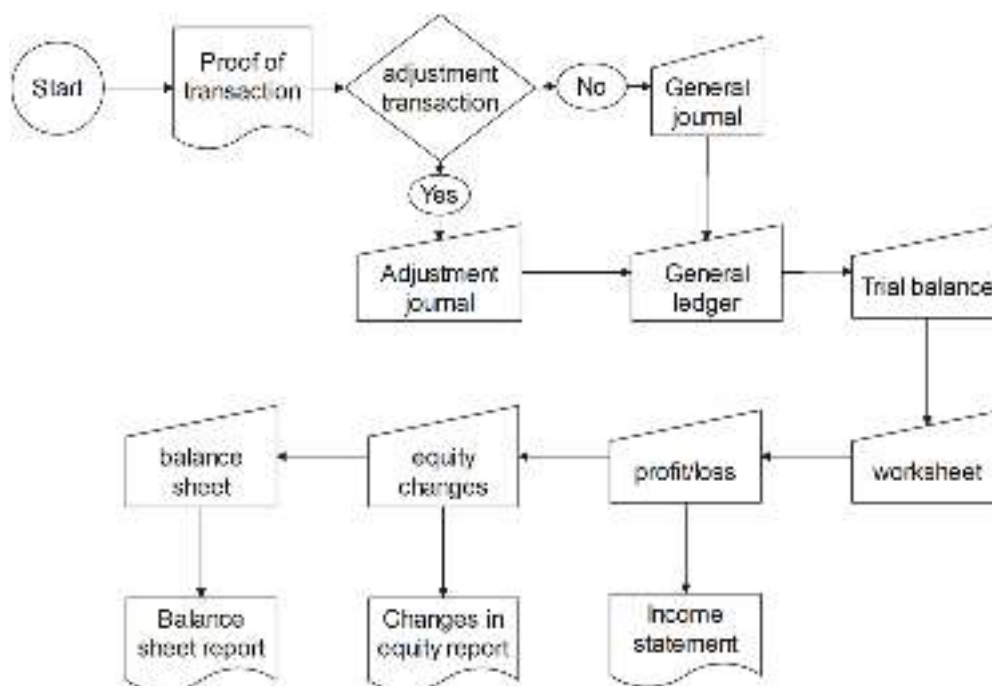 Start
Proof of
transaction
adjustment
transaction
No
General
journal
Yes
Adjustment
journal
General
ledger
Trial balance
balance
sheet
equity
changes
profit/loss
worksheet
Balance
sheet report
Changes in
equity report
Income
statement